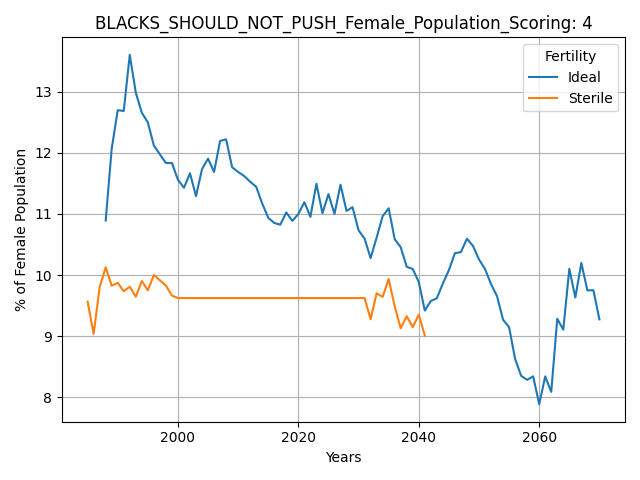 BLACKS_SHOULD_NOT_PUSH_Female_Population_Scoring: 4
Fertility
Ideal
Sterile
% of Female Population
13
12
11
10
9
8
2000 2020 2040 2060
Years